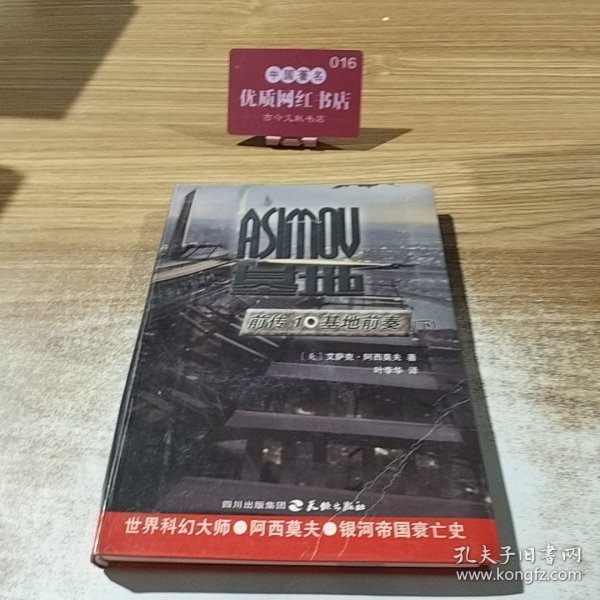 016
中国著名
优质网红书店
古今文献书店
ASIMOV
基地
前传1●基地前奏 下
[美] 艾萨克·阿西莫夫 著
叶李华 译
四川出版集团 天地出版社
世界科幻大师●阿西莫夫●银河帝国衰亡史
孔夫子旧书网
www.kongfz.com